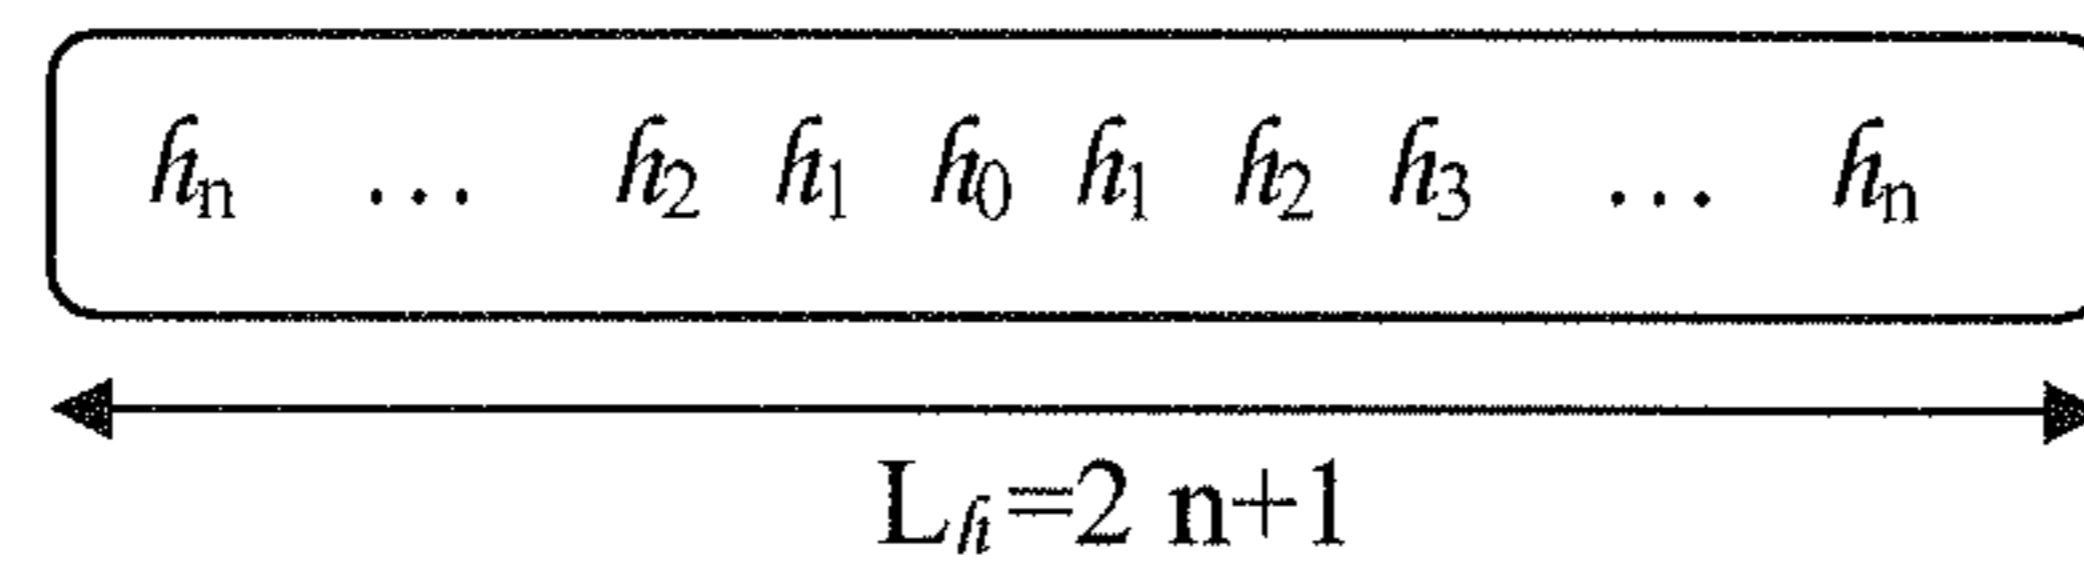 hₙ ... h₂ h₁ h₀ h₁ h₂ h₃ ... hₙ
Lₕ=2 n+1